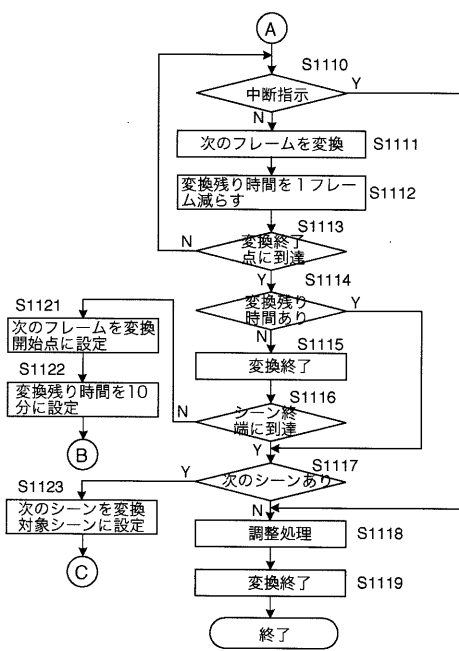 A
S1110
中断指示
Y
N
次のフレームを変換
S1111
変換残り時間を1フレー
ム減らす
S1112
S1113
変換終了
点に到達
N
Y
S1114
変換残り
時間あり
Y
N
S1121
次のフレームを変換
開始点に設定
S1115
変換終了
S1122
変換残り時間を10
分に設定
S1116
シーン終
端に到達
N
Y
B
S1117
次のシーンあり
Y
N
S1123
次のシーンを変換
対象シーンに設定
調整処理
S1118
C
変換終了
S1119
終了